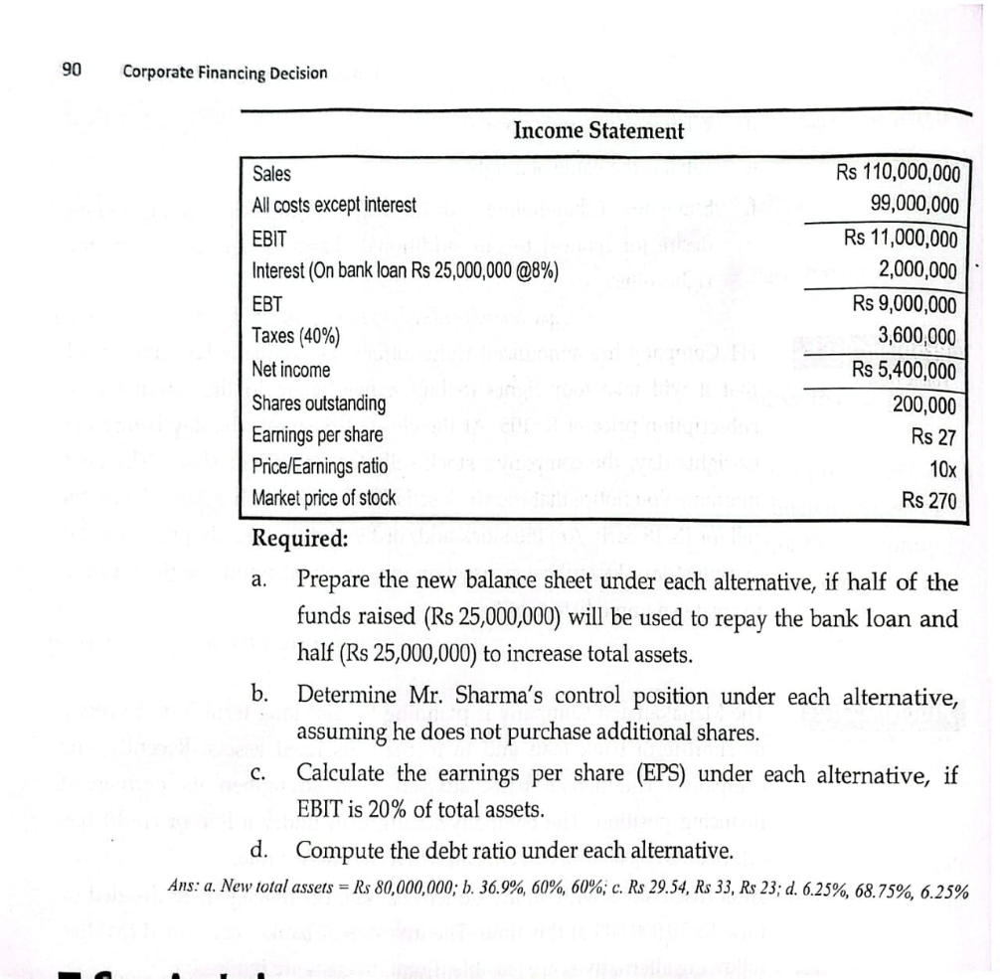 90 Corporate Financing Decision
Income Statement
Sales Rs 110,000,000
All costs except interest 99,000,000
EBIT Rs 11,000,000
Interest (On bank loan Rs 25,000,000 @8%) 2,000,000
EBT Rs 9,000,000
Taxes (40%) 3,600,000
Net income Rs 5,400,000
Shares outstanding 200,000
Earnings per share Rs 27
Price/Earnings ratio 10x
Market price of stock Rs 270
Required:
a. Prepare the new balance sheet under each alternative, if half of the
funds raised (Rs 25,000,000) will be used to repay the bank loan and
half (Rs 25,000,000) to increase total assets.
b. Determine Mr. Sharma's control position under each alternative,
assuming he does not purchase additional shares.
c. Calculate the earnings per share (EPS) under each alternative, if
EBIT is 20% of total assets.
d. Compute the debt ratio under each alternative.
Ans: a. New total assets = Rs 80,000,000; b. 36.9%, 60%, 60%; c. Rs 29.54, Rs 33, Rs 23; d. 6.25%, 68.75%, 6.25%